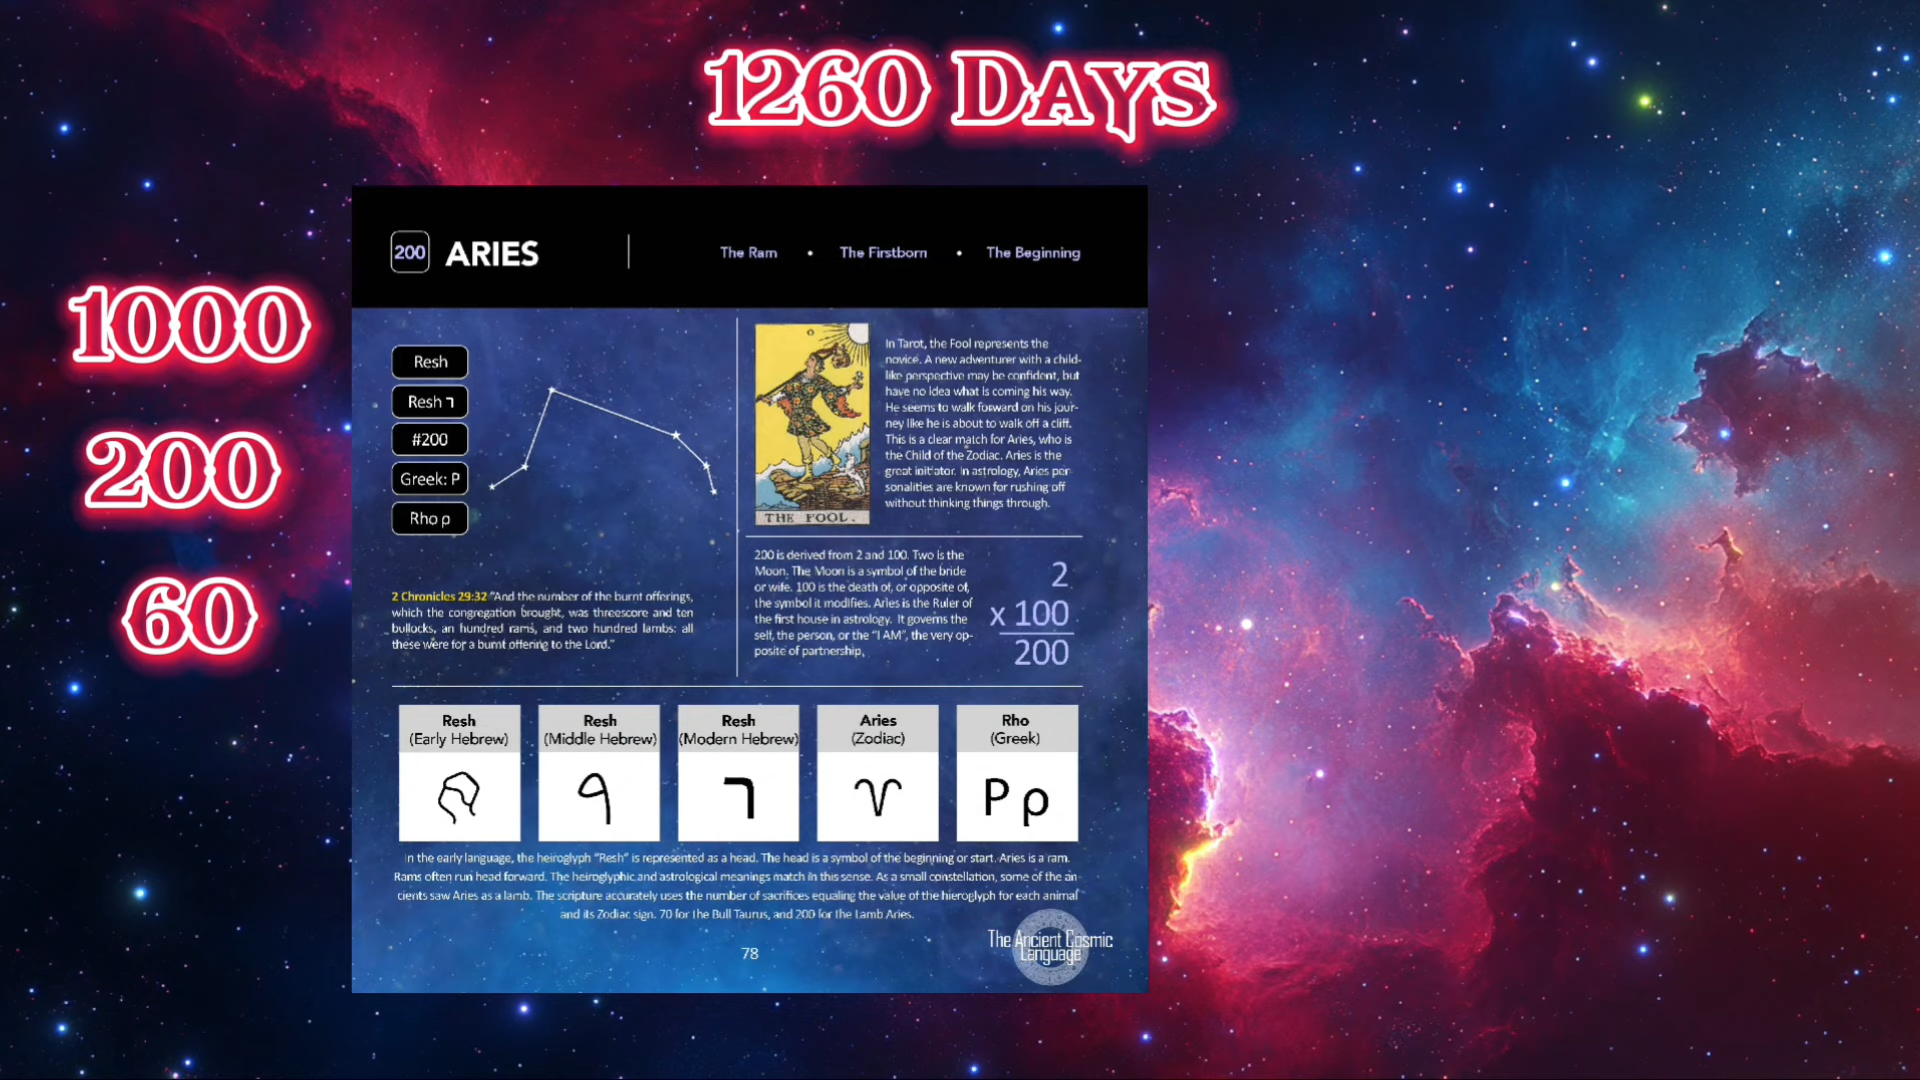 1260 Days
1000
200
60
200 ARIES
The Ram • The Firstborn • The Beginning
Resh
Resh ר
#200
Greek: P
Rho ρ
0
THE FOOL.
In Tarot, the Fool represents the
novice. A new adventurer with a child-
like perspective may be confident, but
have no idea what is coming his way.
He seems to walk forward on his jour-
ney like he is about to walk off a cliff.
This is a clear match for Aries, who is
the Child of the Zodiac. Aries is the
great initiator. In astrology, Aries per-
sonalities are known for rushing off
without thinking things through.
2 Chronicles 29:32 "And the number of the burnt offerings,
which the congregation brought, was threescore and ten
bullocks, an hundred rams, and two hundred lambs: all
these were for a burnt offering to the Lord."
200 is derived from 2 and 100. Two is the
Moon. The Moon is a symbol of the bride
or wife. 100 is the death of, or opposite of,
the symbol it modifies. Aries is the Ruler of
the first house in astrology. It governs the
self, the person, or the "I AM", the very op-
posite of partnership.
2
x 100
200
Resh
(Early Hebrew)
Resh
(Middle Hebrew)
Resh
(Modern Hebrew)
ר
Aries
(Zodiac)
♈
Rho
(Greek)
Ρ ρ
In the early language, the heiroglyph "Resh" is represented as a head. The head is a symbol of the beginning or start. Aries is a ram.
Rams often run head forward. The heiroglyphic and astrological meanings match in this sense. As a small constellation, some of the an-
cients saw Aries as a lamb. The scripture accurately uses the number of sacrifices equaling the value of the hieroglyph for each animal
and its Zodiac sign. 70 for the Bull Taurus, and 200 for the Lamb Aries.
78
The Ancient Cosmic
Language